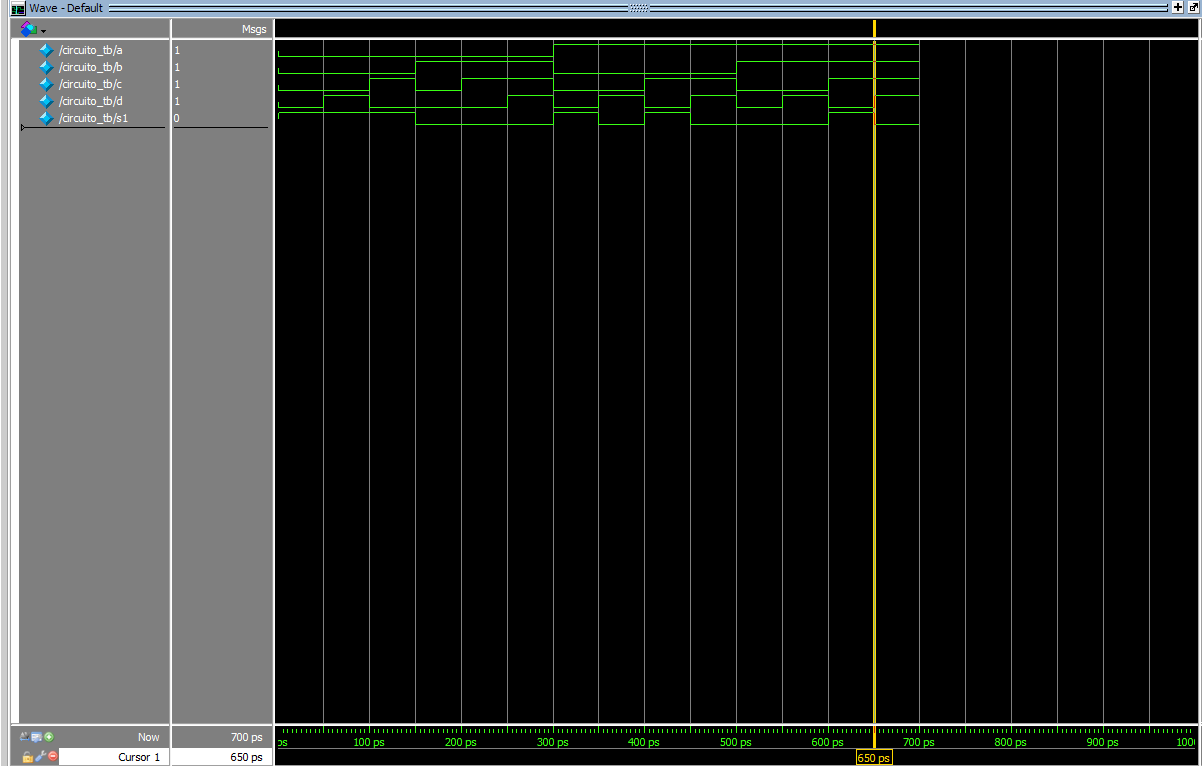 Wave - Default
Msgs
/circuito_tb/a 1
/circuito_tb/b 1
/circuito_tb/c 1
/circuito_tb/d 1
/circuito_tb/s1 0
Now 700 ps
ps 100 ps 200 ps 300 ps 400 ps 500 ps 600 ps 700 ps 800 ps 900 ps 100
Cursor 1 650 ps
650 ps